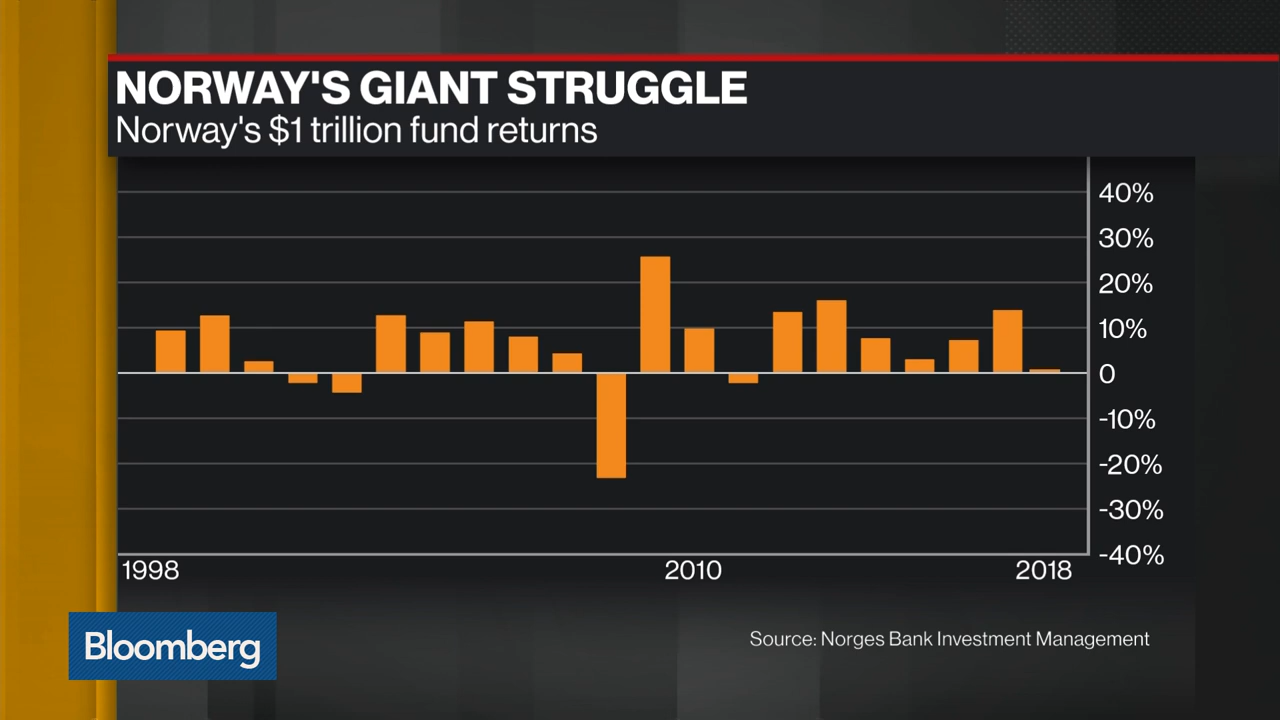 NORWAY'S GIANT STRUGGLE
Norway's $1 trillion fund returns
40%
30%
20%
10%
0
-10%
-20%
-30%
-40%
1998 2010 2018
Bloomberg
Source: Norges Bank Investment Management